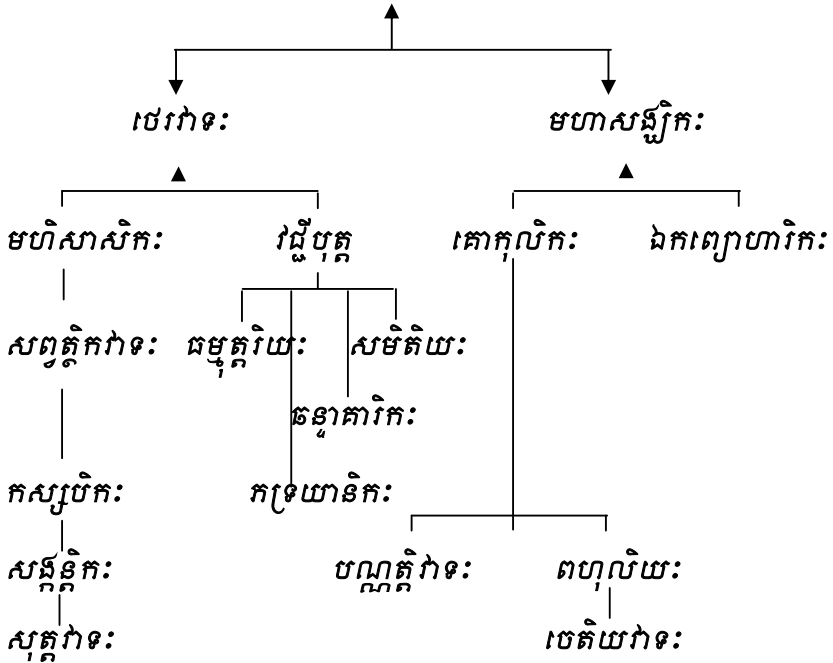 ថេរវាទៈ មហាសង្ឃិកៈ
មហិសាសិកៈ វជ្ជីបុត្ត គោកុលិកៈ ឯកព្យោហារិកៈ
សព្វត្ថិកវាទៈ ធម្មុត្តរិយៈ សមិតិយៈ
ឆន្ទាគារិកៈ
កស្សបិកៈ ភទ្រយានិកៈ
សង្កន្តិកៈ បណ្ណត្តិវាទៈ ពហុលិយៈ
សុត្តវាទៈ ចេតិយវាទៈ